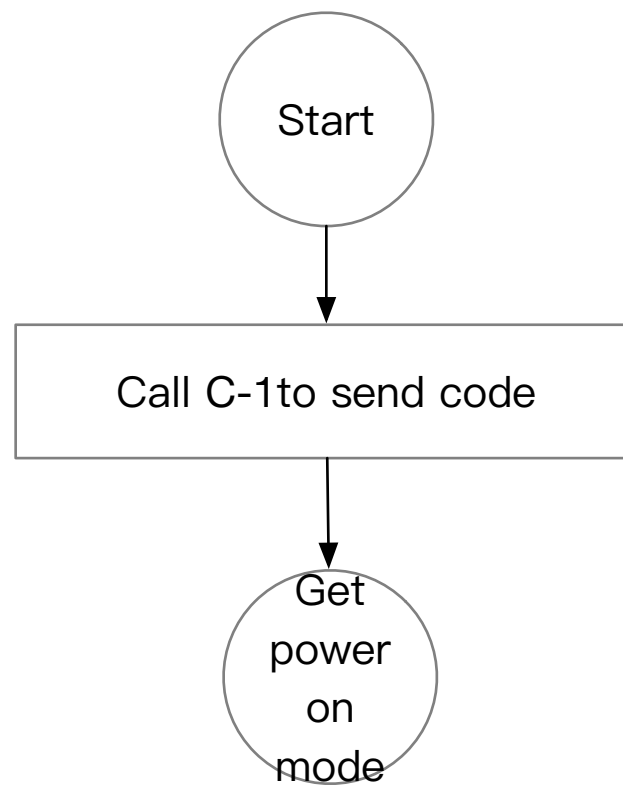 Start
Call C-1to send code
Get
power
on
mode